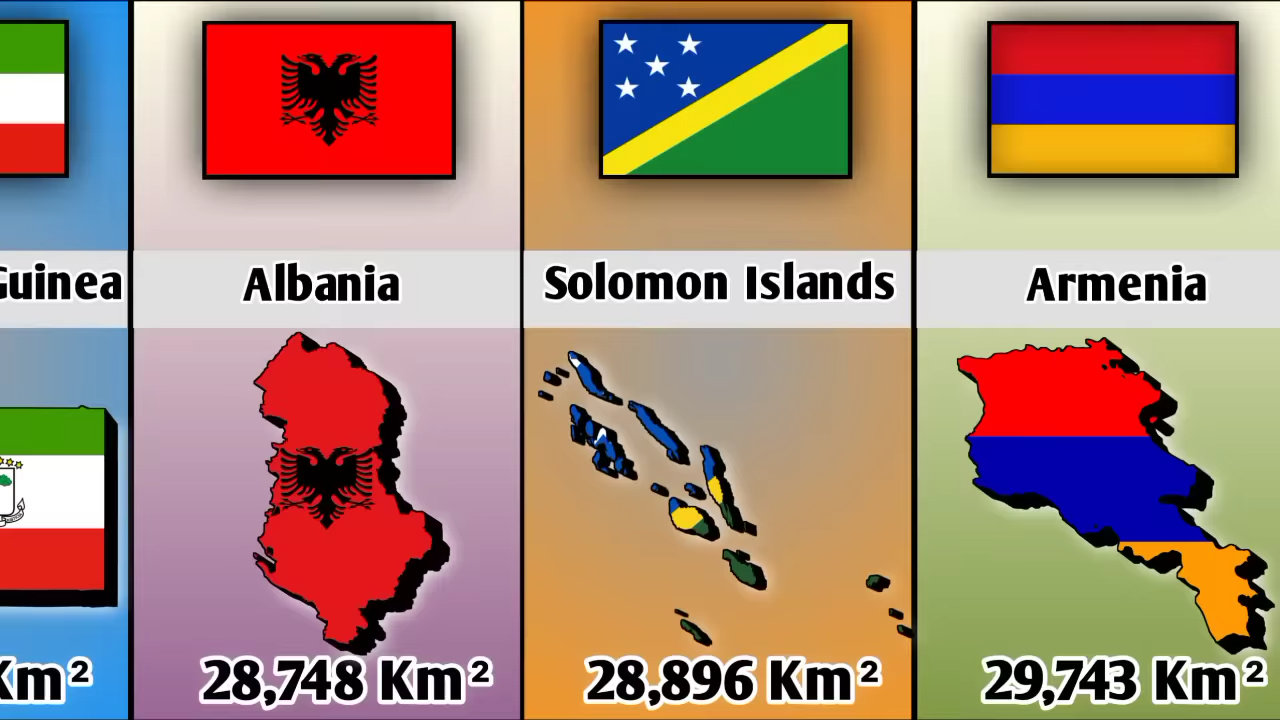 Guinea
Albania
Solomon Islands
Armenia
Km²
28,748 Km²
28,896 Km²
29,743 Km²